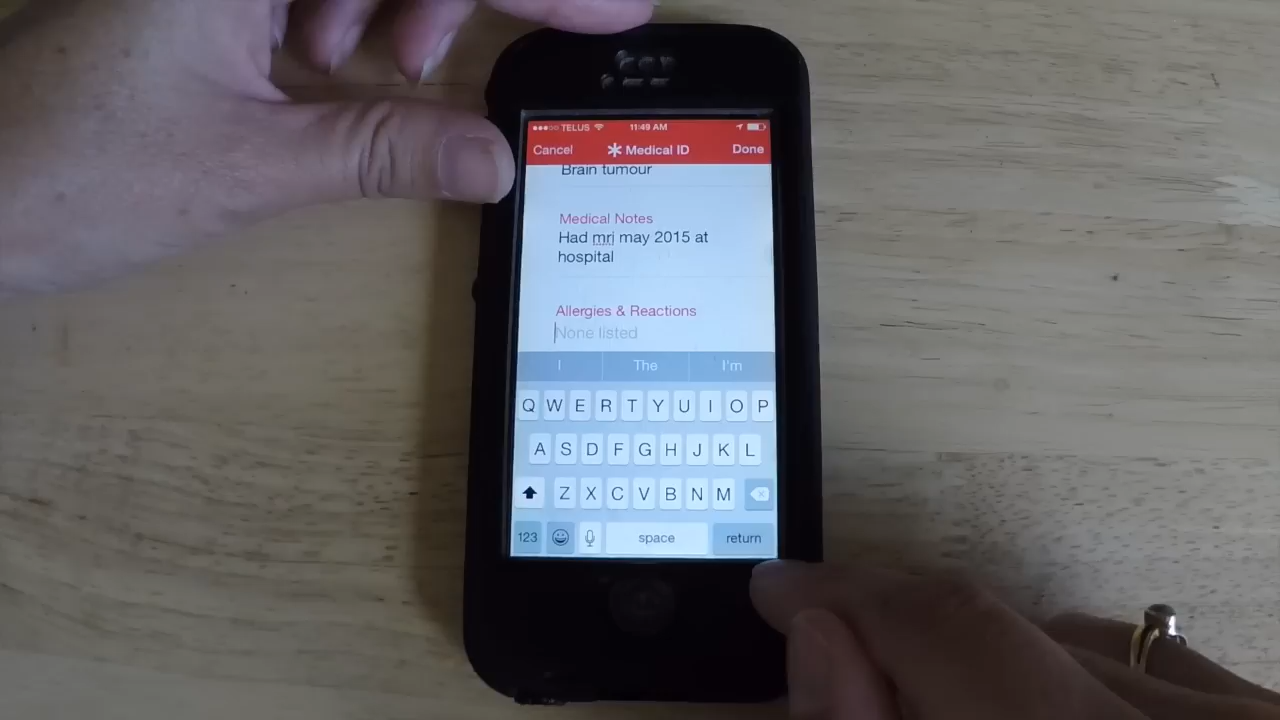 TELUS 11:49 AM
Cancel Medical ID Done
Brain tumour
Medical Notes
Had mri may 2015 at
hospital
Allergies & Reactions
None listed
I The I'm
Q W E R T Y U I O P
A S D F G H J K L
Z X C V B N M
123 space return